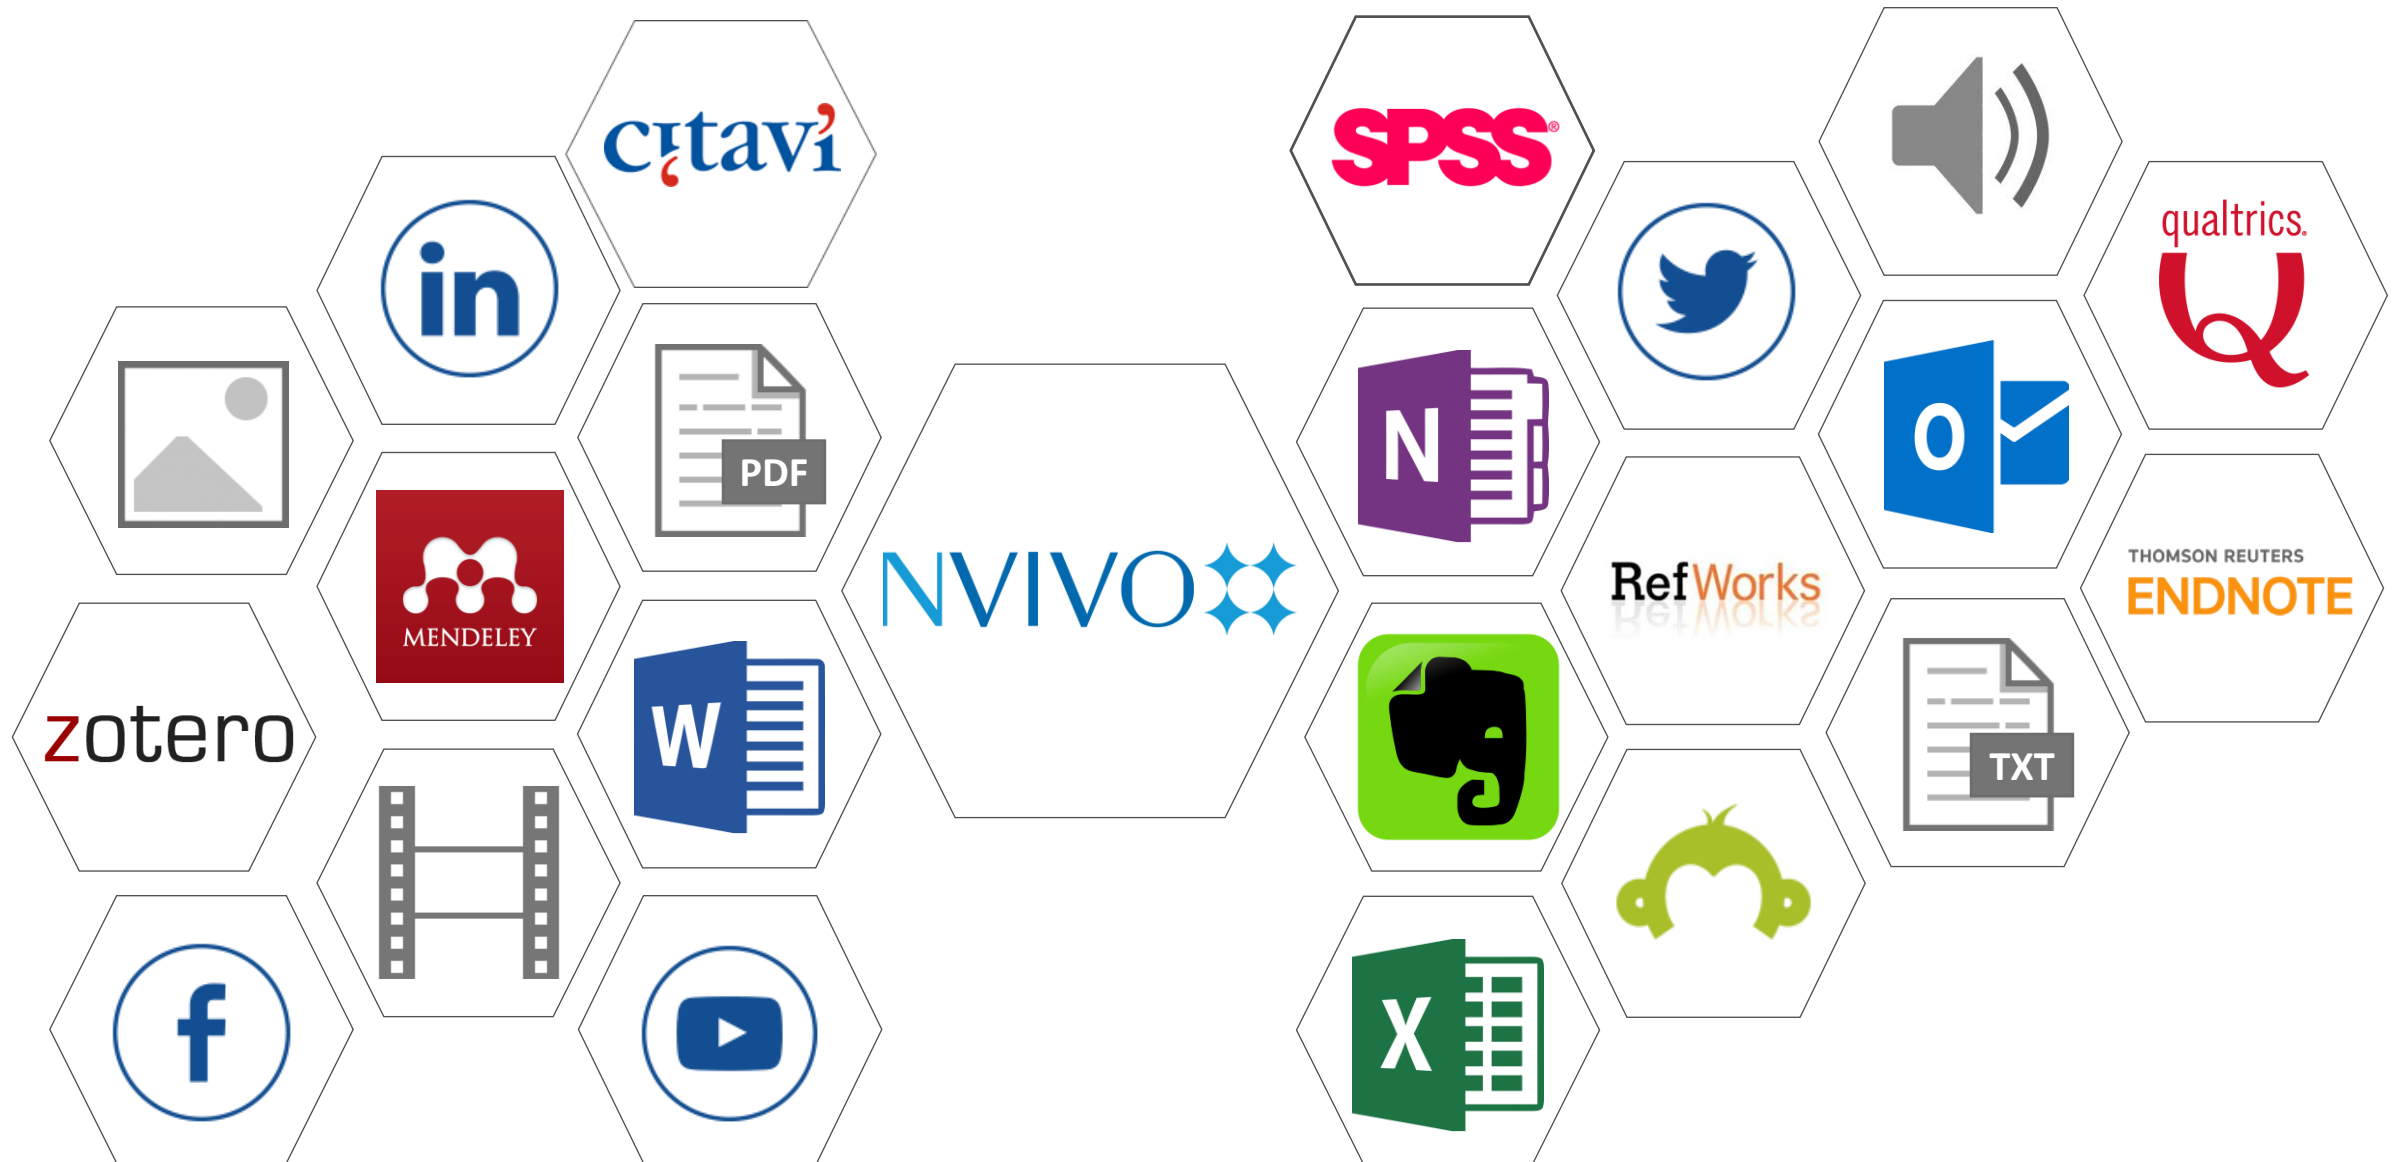 citavi
SPSS®
in
qualtrics.
Q
PDF
N
O
MENDELEY
NVIVO
RefWorks
THOMSON REUTERS
ENDNOTE
zotero
W
TXT
f
X